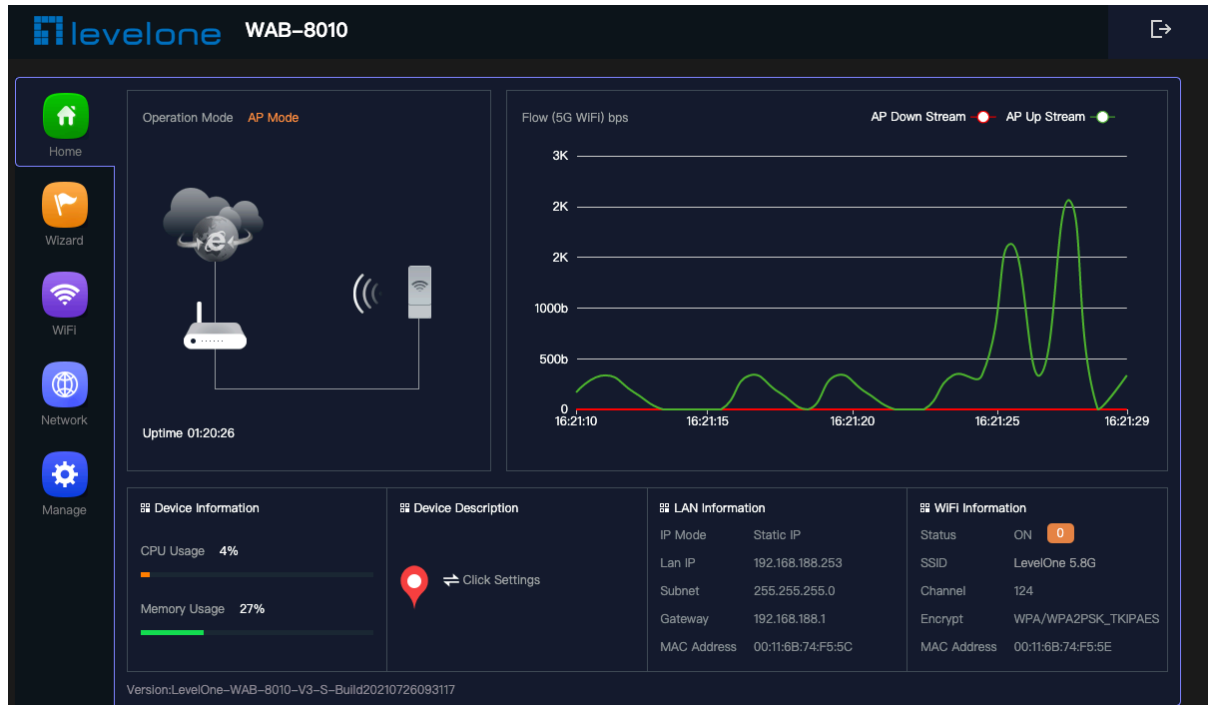 levelone WAB-8010
Home
Wizard
WiFi
Network
Manage
Operation Mode AP Mode
Uptime 01:20:26
Flow (5G WiFi) bps
AP Down Stream AP Up Stream
3K
2K
2K
1000b
500b
0
16:21:10 16:21:15 16:21:20 16:21:25 16:21:29
Device Information
CPU Usage 4%
Memory Usage 27%
Device Description
Click Settings
LAN Information
IP Mode Static IP
Lan IP 192.168.188.253
Subnet 255.255.255.0
Gateway 192.168.188.1
MAC Address 00:11:6B:74:F5:5C
WiFi Information
Status ON 0
SSID LevelOne 5.8G
Channel 124
Encrypt WPA/WPA2PSK_TKIPAES
MAC Address 00:11:6B:74:F5:5E
Version:LevelOne-WAB-8010-V3-S-Build20210726093117